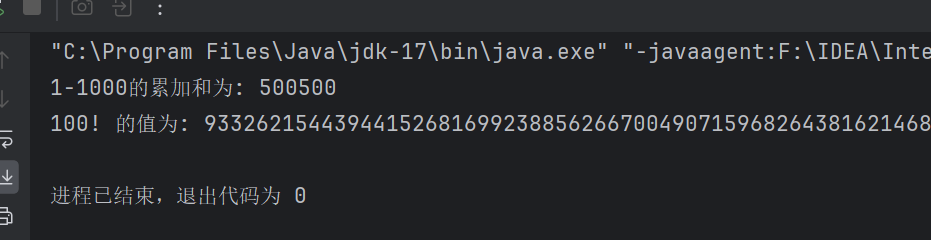 "C:\Program Files\Java\jdk-17\bin\java.exe" "-javaagent:F:\IDEA\Inte
1-1000的累加和为: 500500
100! 的值为: 93326215443944152681699238856266700490715968264381621468
进程已结束，退出代码为 0